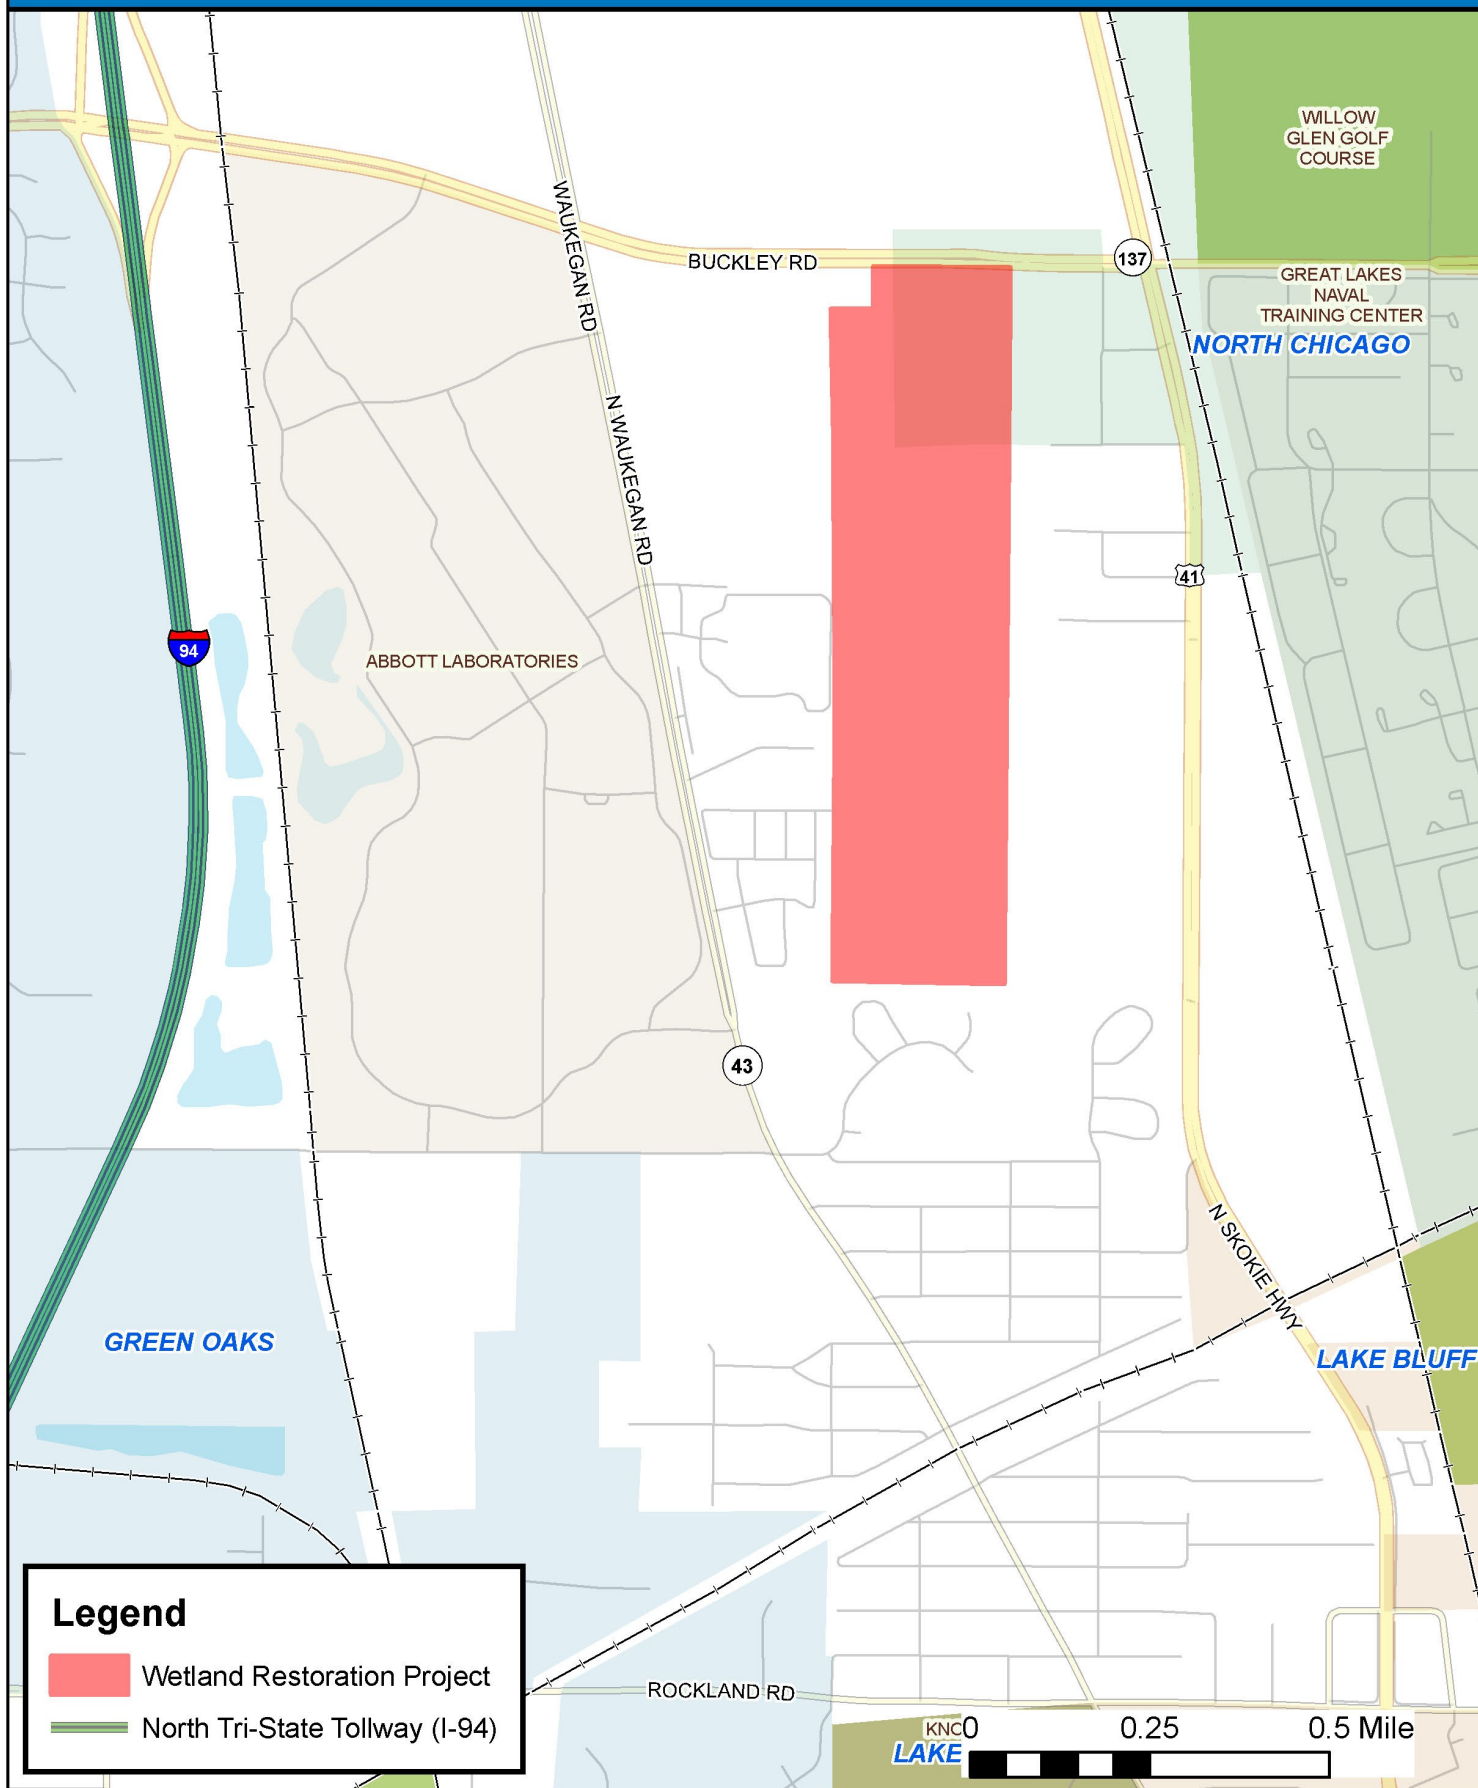 WILLOW
GLEN GOLF
COURSE
WAUKEGAN RD
BUCKLEY RD
137
GREAT LAKES
NAVAL
TRAINING CENTER
NORTH CHICAGO
N WAUKEGAN RD
41
94
ABBOTT LABORATORIES
43
N SKOKIE HWY
GREEN OAKS
LAKE BLUFF
Legend
Wetland Restoration Project
North Tri-State Tollway (I-94)
ROCKLAND RD
KNO
LAKE
0 0.25 0.5 Mile